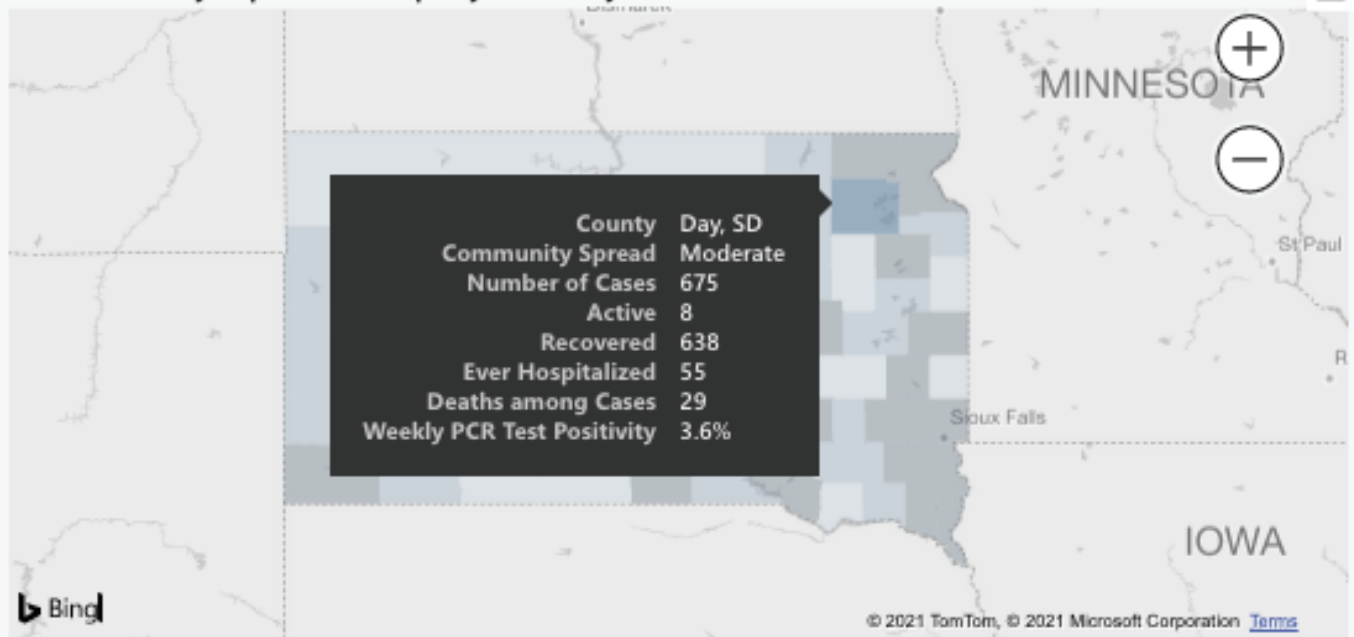 Bismarck
MINNESOTA
County Day, SD
Community Spread Moderate
Number of Cases 675
Active 8
Recovered 638
Ever Hospitalized 55
Deaths among Cases 29
Weekly PCR Test Positivity 3.6%
St Paul
R
Sioux Falls
IOWA
Bing
© 2021 TomTom, © 2021 Microsoft Corporation Terms